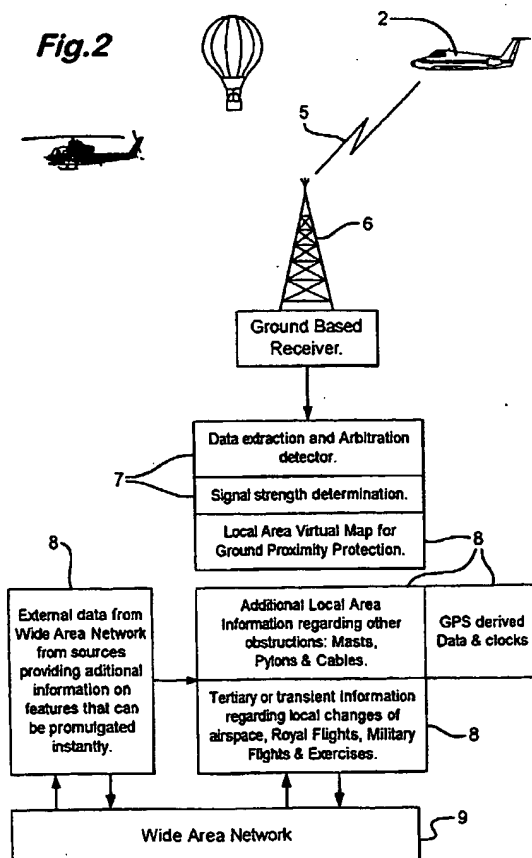 Fig.2
2
5
6
Ground Based
Receiver.
Data extraction and Arbitration
detector.
7
Signal strength determination.
Local Area Virtual Map for
Ground Proximity Protection.
8
8
External data from
Wide Area Network
from sources
providing aditional
information on
features that can
be promulgated
instantly.
Additional Local Area
Information regarding other
obstructions: Masts,
Pylons & Cables.
GPS derived
Data & clocks
Tertiary or transient information
regarding local changes of
airspace, Royal Flights, Military
Flights & Exercises.
8
Wide Area Network
9